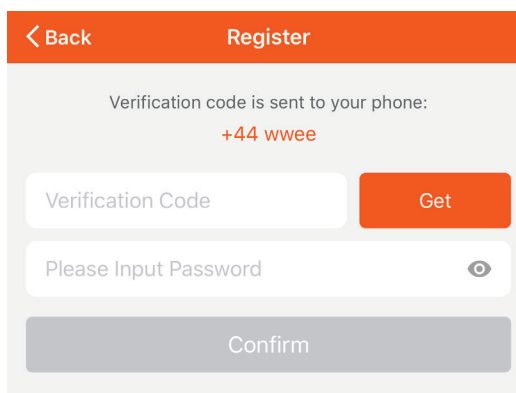 Back Register
Verification code is sent to your phone:
+44 wwee
Verification Code Get
Please Input Password
Confirm